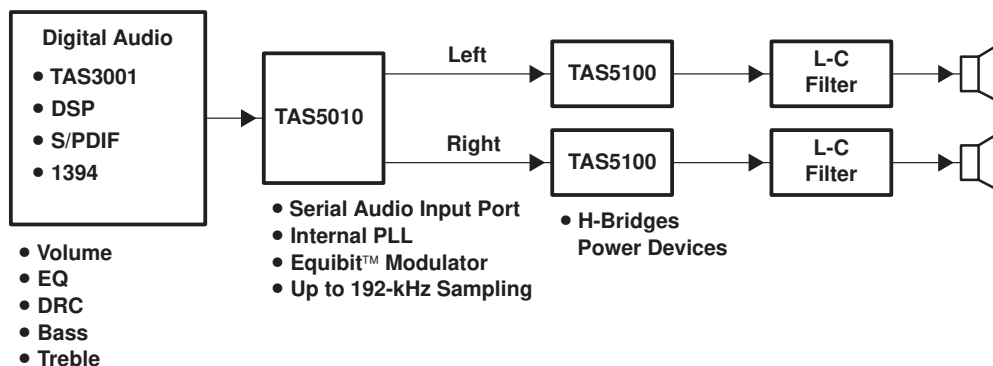 Digital Audio
• TAS3001
• DSP
• S/PDIF
• 1394
• Volume
• EQ
• DRC
• Bass
• Treble
TAS5010
• Serial Audio Input Port
• Internal PLL
• Equibit™ Modulator
• Up to 192-kHz Sampling
Left
Right
TAS5100
TAS5100
• H-Bridges
Power Devices
L-C
Filter
L-C
Filter